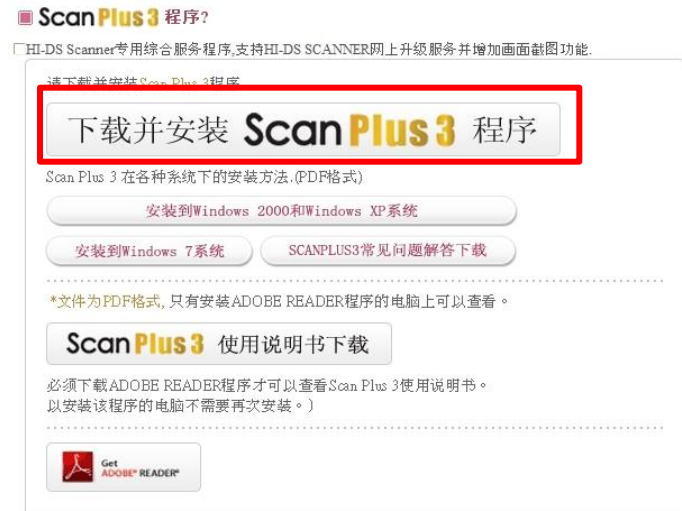 Scan Plus 3 程序?
HI-DS Scanner专用综合服务程序,支持HI-DS SCANNER网上升级服务并增加画面截图功能.
请下载并安装Scan Plus 3程序
下载并安装 Scan Plus 3 程序
Scan Plus 3 在各种系统下的安装方法.(PDF格式)
安装到Windows 2000和Windows XP系统
安装到Windows 7系统 SCANPLUS3常见问题解答下载
*文件为PDF格式, 只有安装ADOBE READER程序的电脑上可以查看。
Scan Plus 3 使用说明书下载
必须下载ADOBE READER程序才可以查看Scan Plus 3使用说明书。
以安装该程序的电脑不需要再次安装。)
Get
ADOBE® READER®